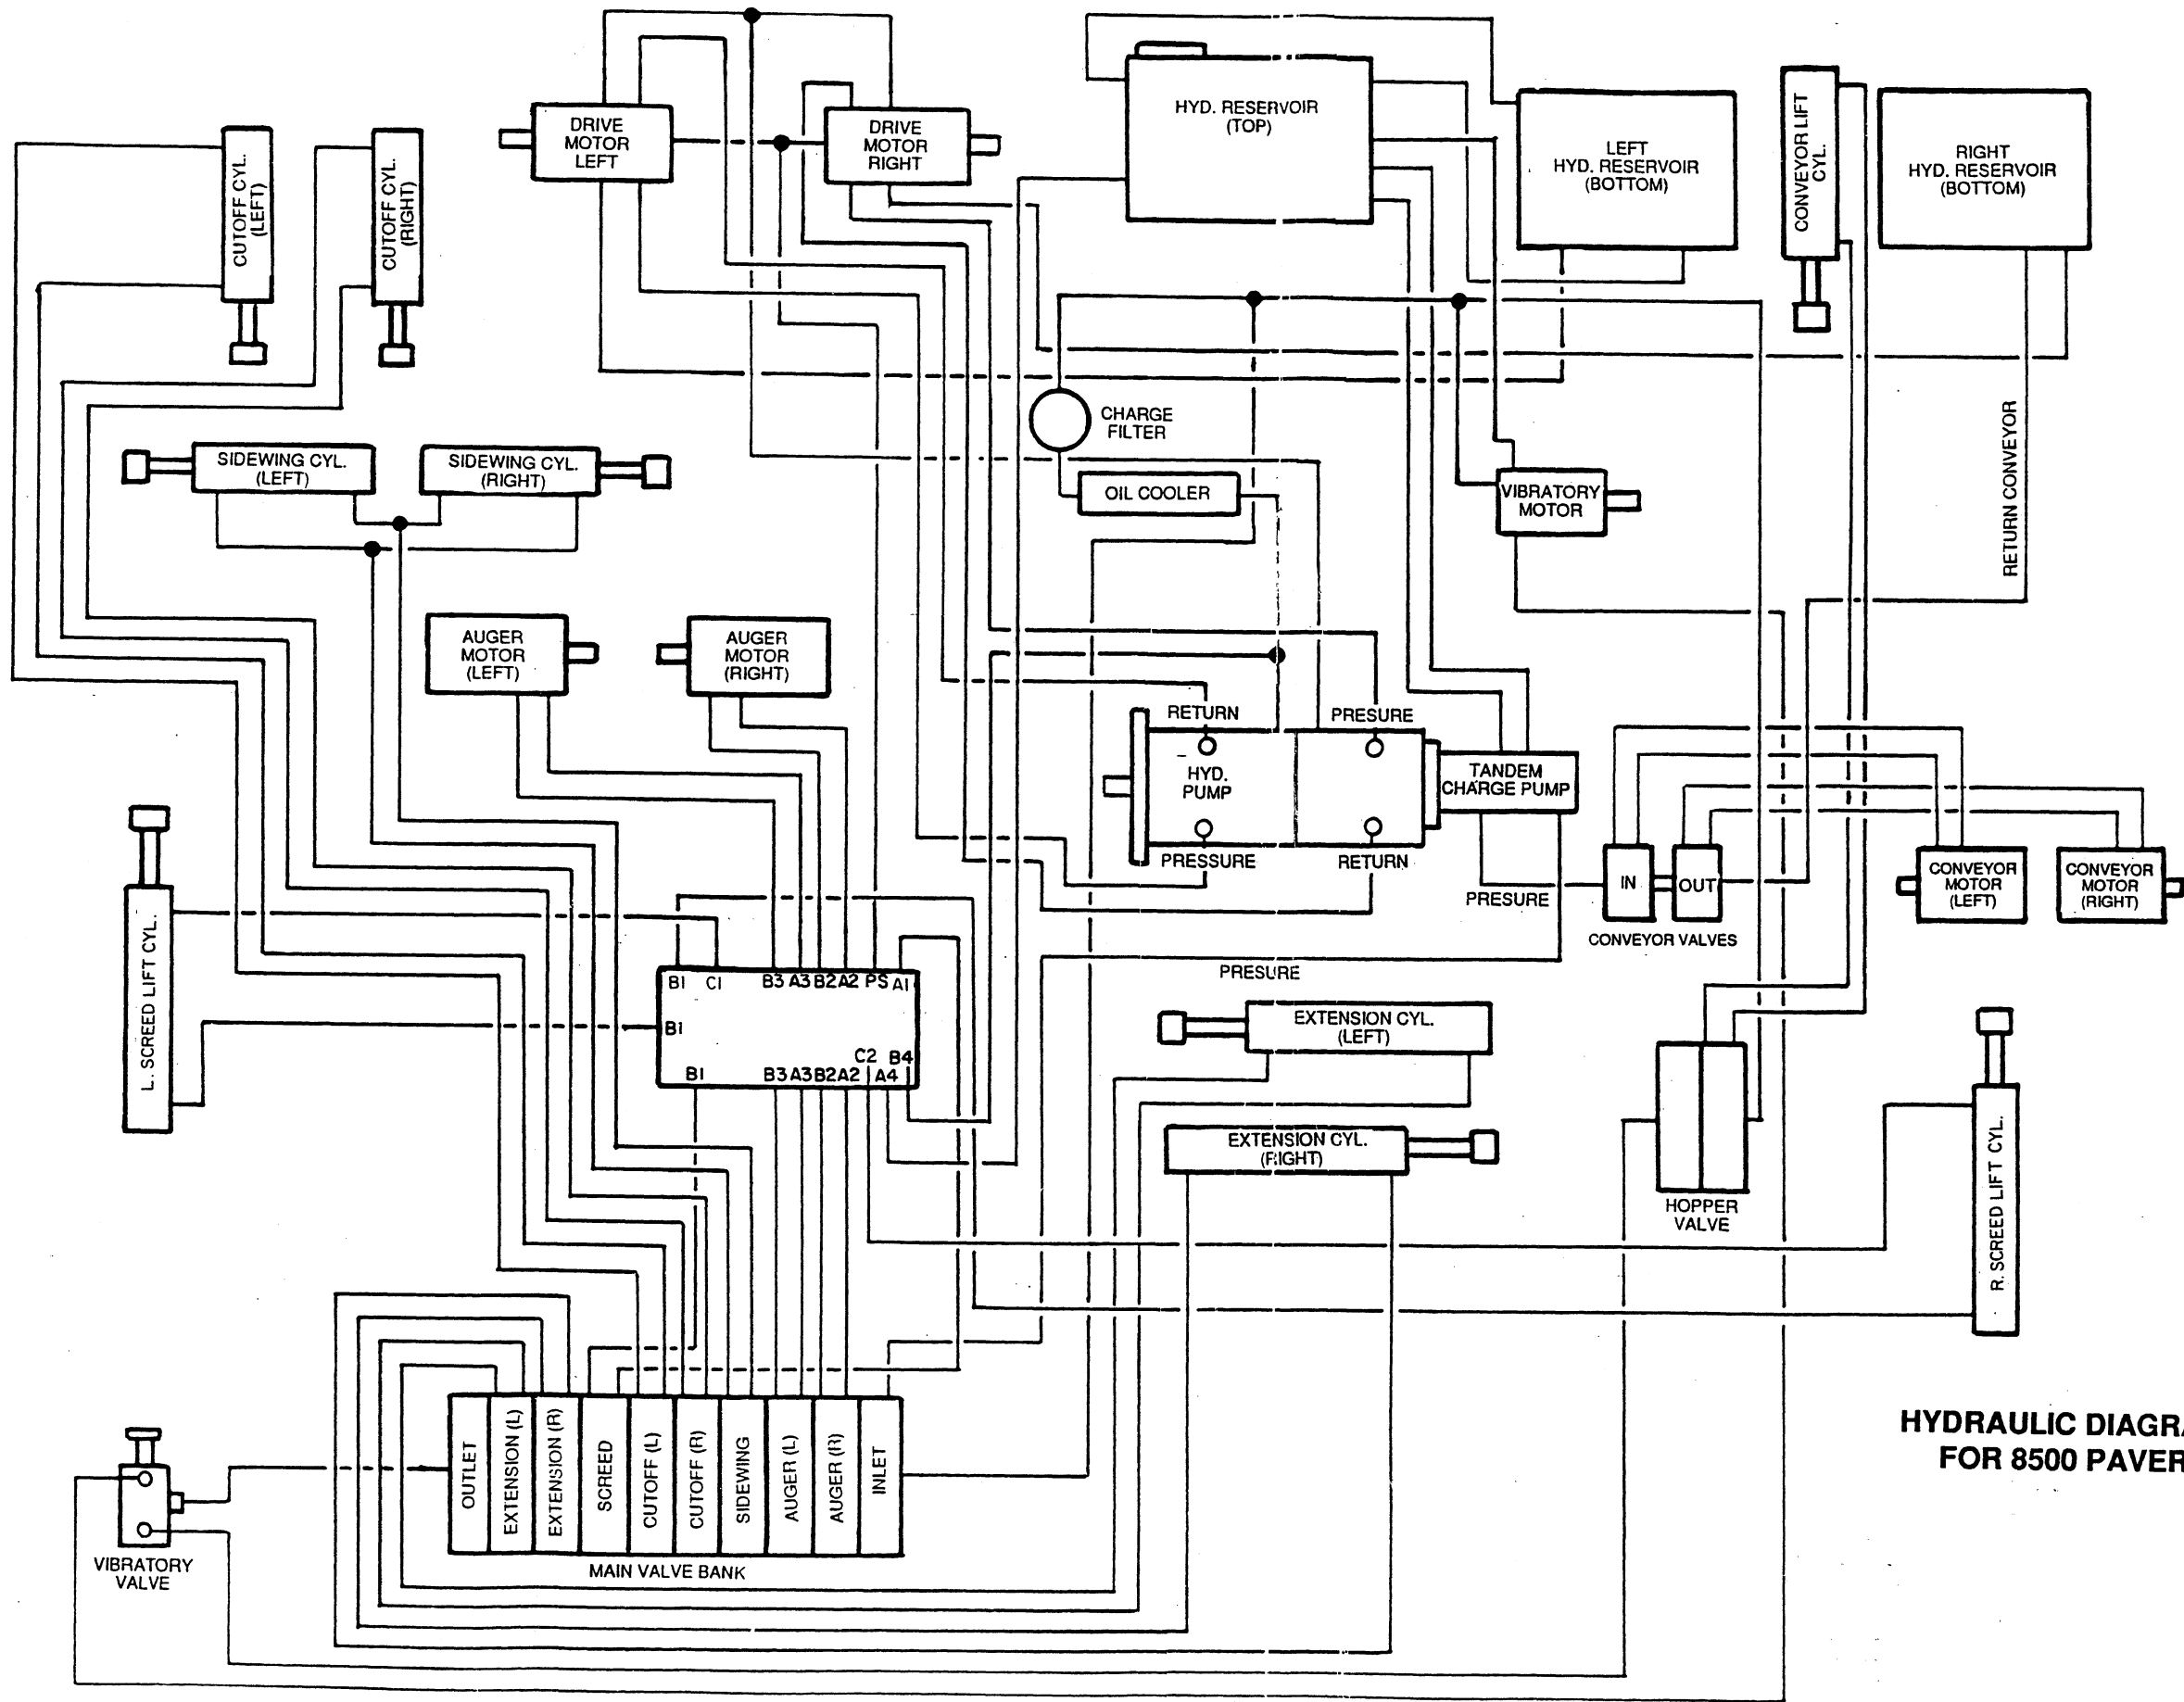 DRIVE
MOTOR
LEFT
DRIVE
MOTOR
RIGHT
HYD. RESERVOIR
(TOP)
LEFT
HYD. RESERVOIR
(BOTTOM)
CONVEYOR LIFT
CYL.
RIGHT
HYD. RESERVOIR
(BOTTOM)
CUTOFF CYL.
(LEFT)
CUTOFF CYL.
(RIGHT)
CHARGE
FILTER
RETURN CONVEYOR
SIDEWING CYL.
(LEFT)
SIDEWING CYL.
(RIGHT)
OIL COOLER
VIBRATORY
MOTOR
AUGER
MOTOR
(LEFT)
AUGER
MOTOR
(RIGHT)
RETURN
PRESURE
HYD.
PUMP
TANDEM
CHARGE PUMP
PRESSURE
RETURN
PRESURE
IN
OUT
CONVEYOR
MOTOR
(LEFT)
CONVEYOR
MOTOR
(RIGHT)
CONVEYOR VALVES
L. SCREED LIFT CYL.
B1 C1 B3 A3 B2 A2 PS A1
B1
C2 B4
B1 B3 A3 B2 A2 A4
PRESURE
EXTENSION CYL.
(LEFT)
EXTENSION CYL.
(RIGHT)
HOPPER
VALVE
R. SCREED LIFT CYL.
HYDRAULIC DIAGRA
FOR 8500 PAVER
OUTLET
EXTENSION (L)
EXTENSION (R)
SCREED
CUTOFF (L)
CUTOFF (R)
SIDEWING
AUGER (L)
AUGER (R)
INLET
MAIN VALVE BANK
VIBRATORY
VALVE